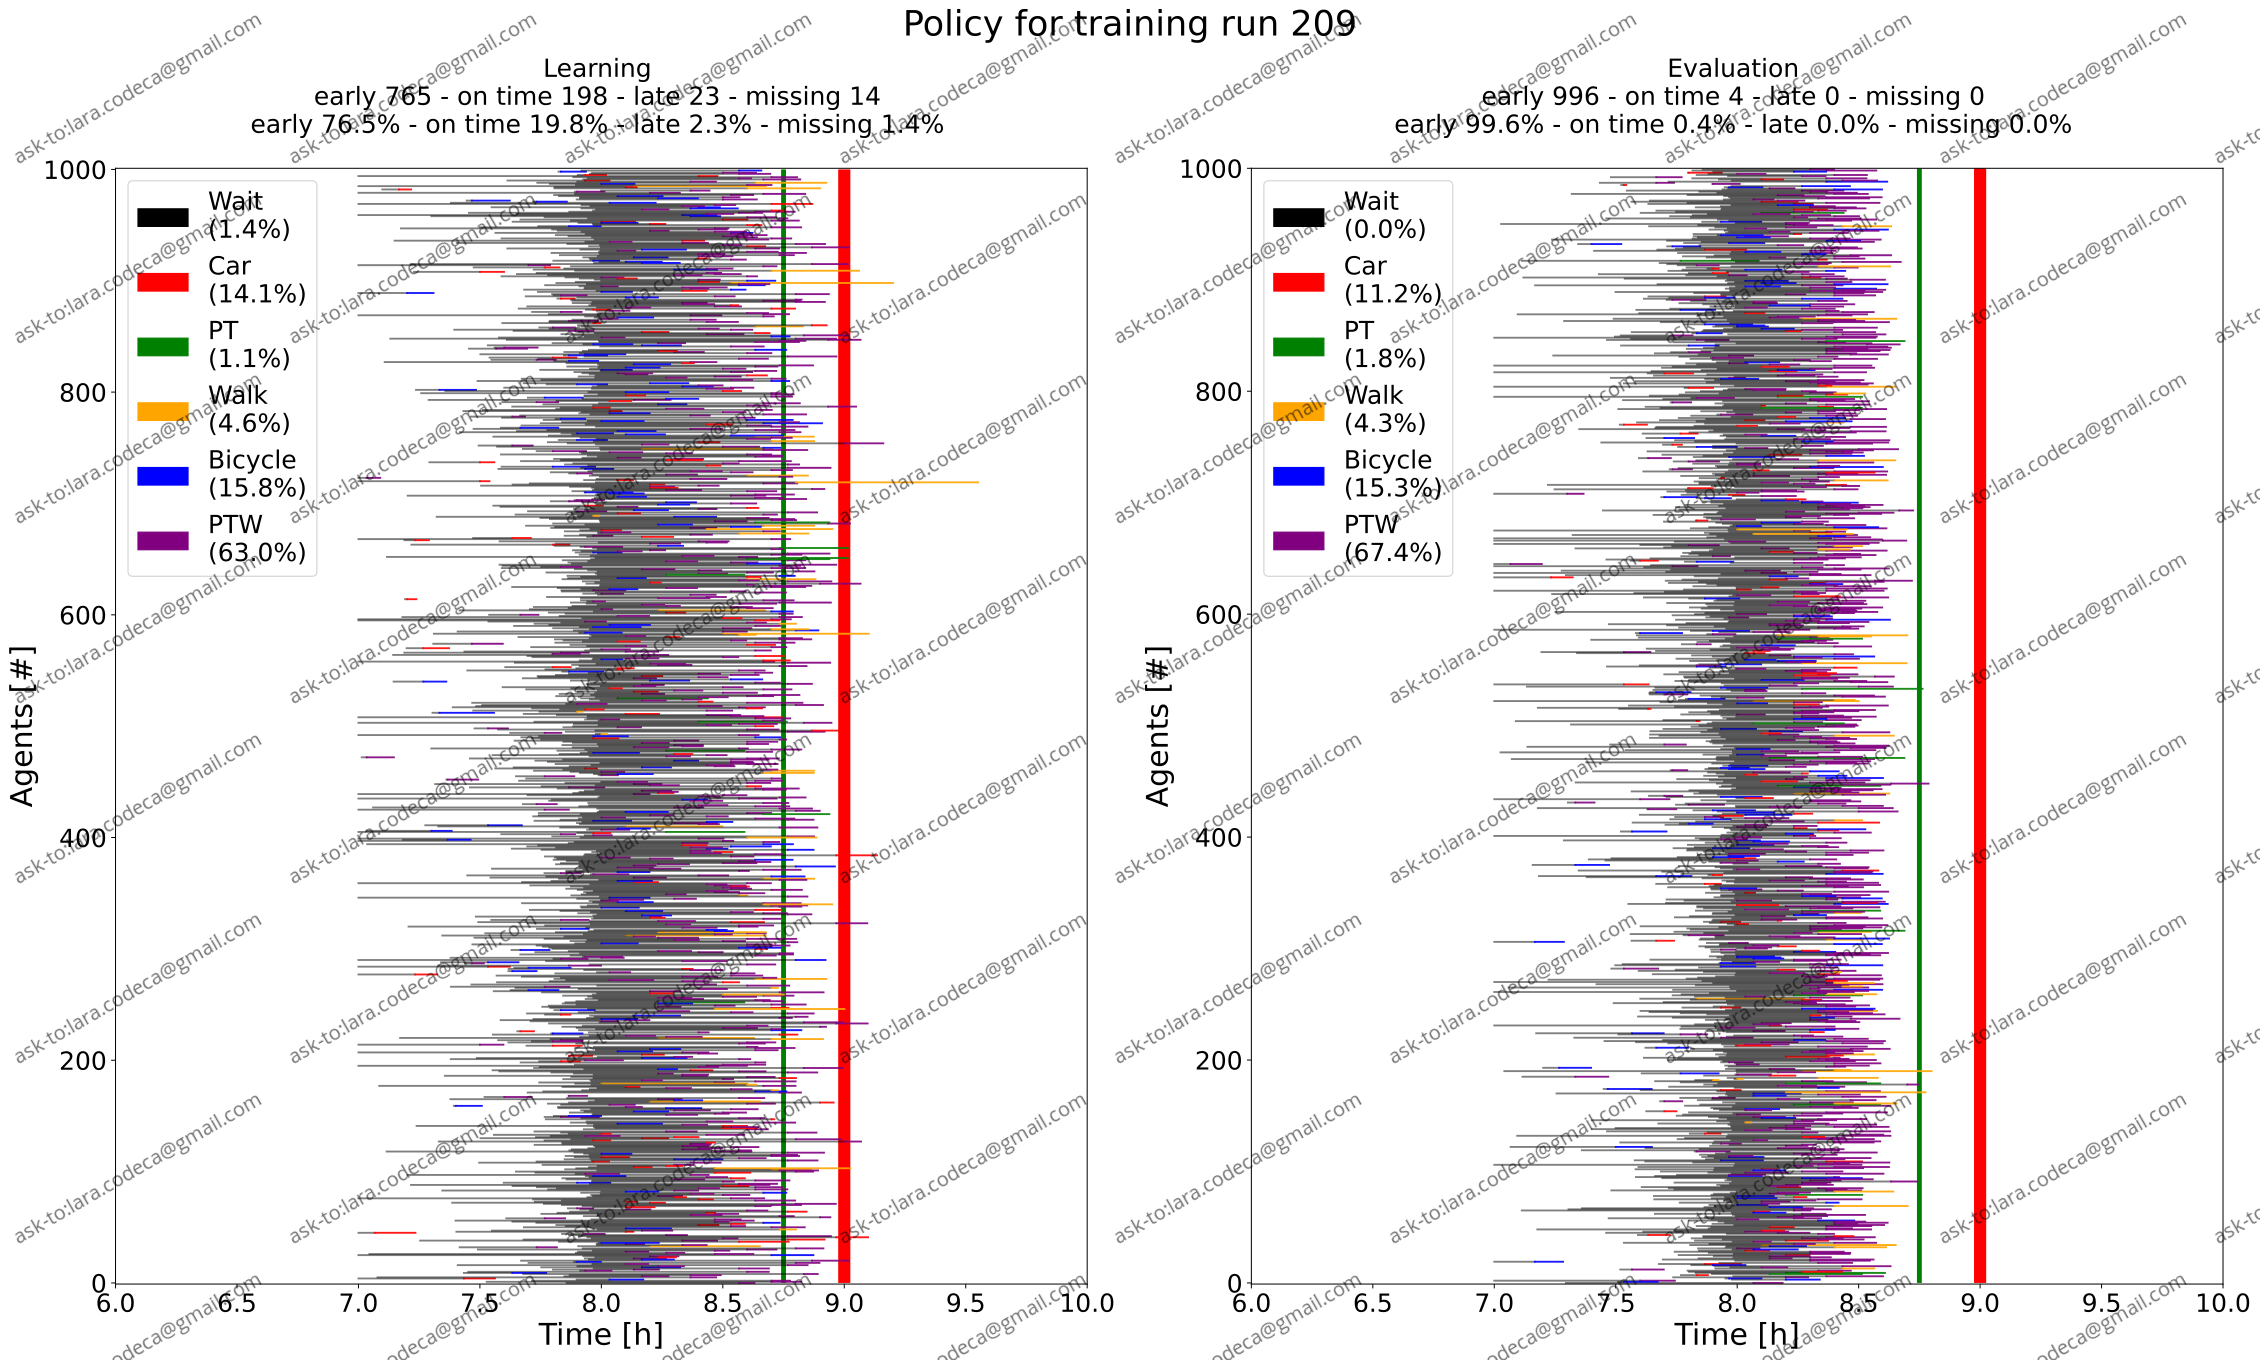 Policy for training run 209
Learning
early 765 - on time 198 - late 23 - missing 14
early 76.5% - on time 19.8% - late 2.3% - missing 1.4%
Evaluation
early 996 - on time 4 - late 0 - missing 0
early 99.6% - on time 0.4% - late 0.0% - missing 0.0%
Wait
(1.4%)
Car
(14.1%)
PT
(1.1%)
Walk
(4.6%)
Bicycle
(15.8%)
PTW
(63.0%)
Agents [#]
1000
800
600
400
200
0
6.0 6.5 7.0 7.5 8.0 8.5 9.0 9.5 10.0
Time [h]
Wait
(0.0%)
Car
(11.2%)
PT
(1.8%)
Walk
(4.3%)
Bicycle
(15.3%)
PTW
(67.4%)
Agents [#]
1000
800
600
400
200
0
6.0 6.5 7.0 7.5 8.0 8.5 9.0 9.5 10.0
Time [h]
ask-to:lara.codeca@gmail.com